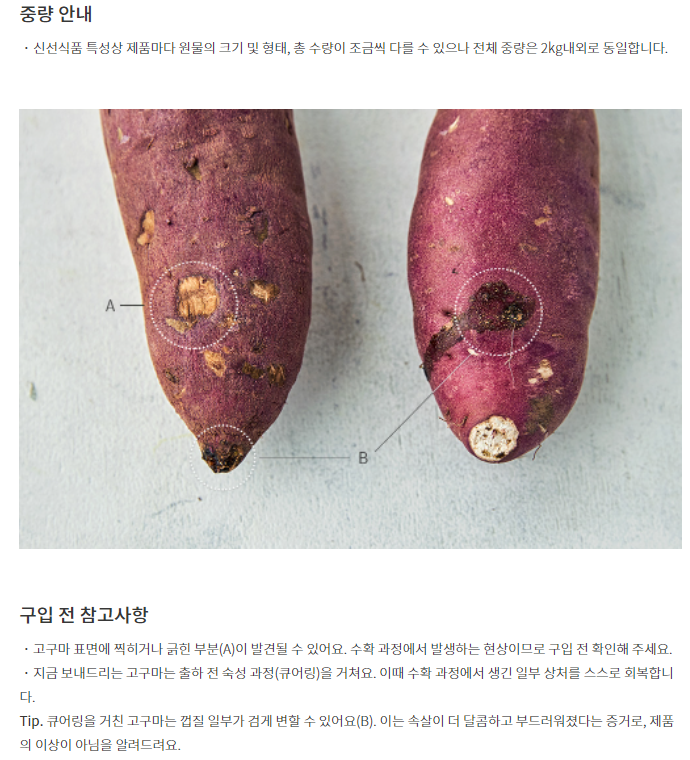 중량 안내
· 신선식품 특성상 제품마다 원물의 크기 및 형태, 총 수량이 조금씩 다를 수 있으나 전체 중량은 2kg내외로 동일합니다.
A
B
구입 전 참고사항
· 고구마 표면에 찍히거나 긁힌 부분(A)이 발견될 수 있어요. 수확 과정에서 발생하는 현상이므로 구입 전 확인해 주세요.
· 지금 보내드리는 고구마는 출하 전 숙성 과정(큐어링)을 거쳐요. 이때 수확 과정에서 생긴 일부 상처를 스스로 회복합니
다.
Tip. 큐어링을 거친 고구마는 껍질 일부가 검게 변할 수 있어요(B). 이는 속살이 더 달콤하고 부드러워졌다는 증거로, 제품
의 이상이 아님을 알려드려요.